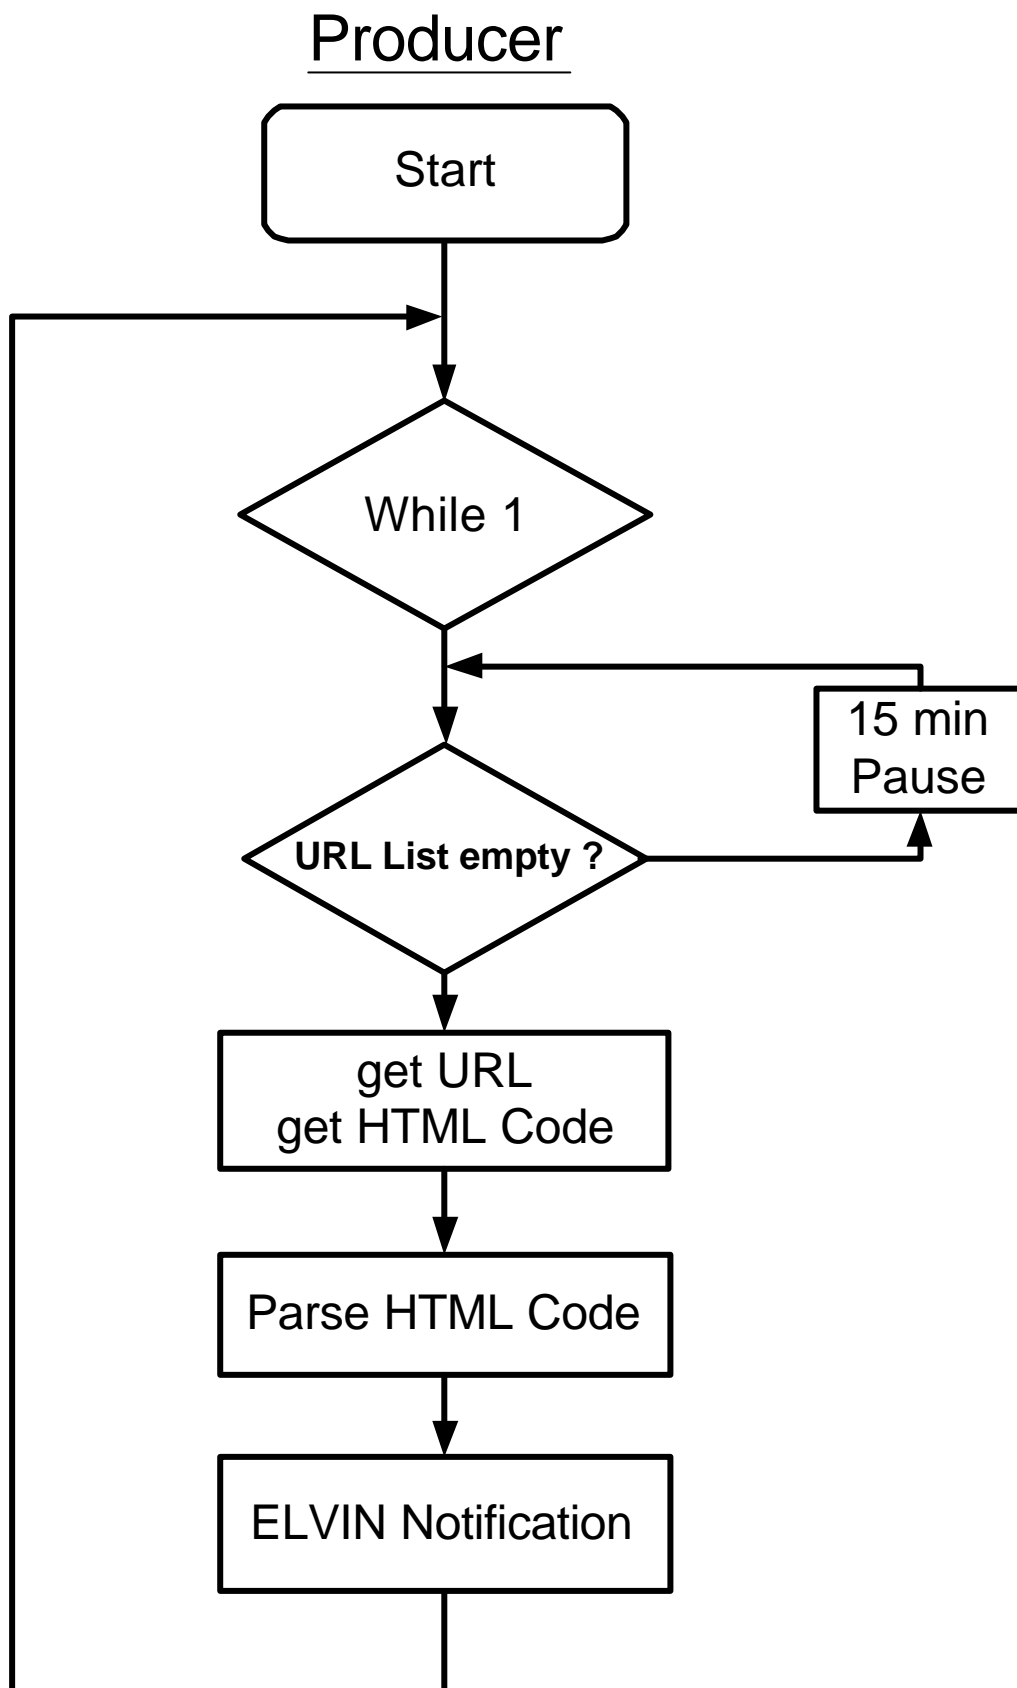 Producer
Start
While 1
15 min
Pause
URL List empty ?
get URL
get HTML Code
Parse HTML Code
ELVIN Notification